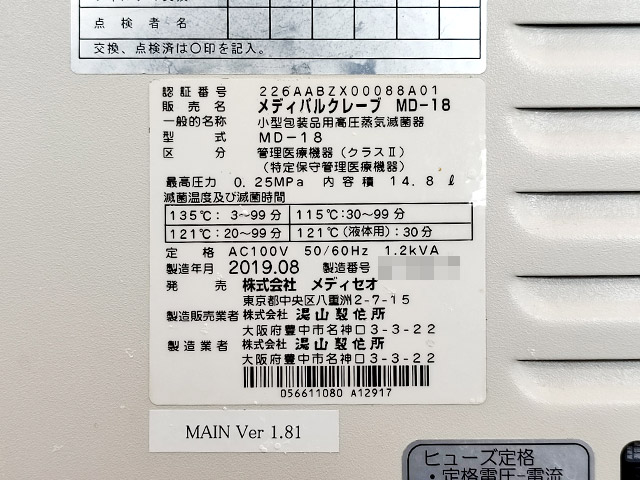 点 検 者 名
交換、点検済は〇印を記入。
認証番号 226AABZX00088A01
販売名 メディバルクレーブ MD-18
一般的名称 小型包装品用高圧蒸気滅菌器
型式 MD-18
区分 管理医療機器（クラスⅡ）
（特定保守管理医療機器）
最高圧力 0.25MPa 内容積 14.8ℓ
滅菌温度及び滅菌時間
135℃: 3〜99分 115℃:30〜99分
121℃:20〜99分 121℃(液体用):30分
定格 AC100V 50/60Hz 1.2kVA
製造年月 2019.08 製造番号
発売 株式会社 メディセオ
東京都中央区八重洲2-7-15
製造販売業者 株式会社 湯山製作所
大阪府豊中市名神口3-3-22
製造業者 株式会社 湯山製作所
大阪府豊中市名神口3-3-22
D56611080 A12917
MAIN Ver 1.81
ヒューズ定格
・定格電圧-電流